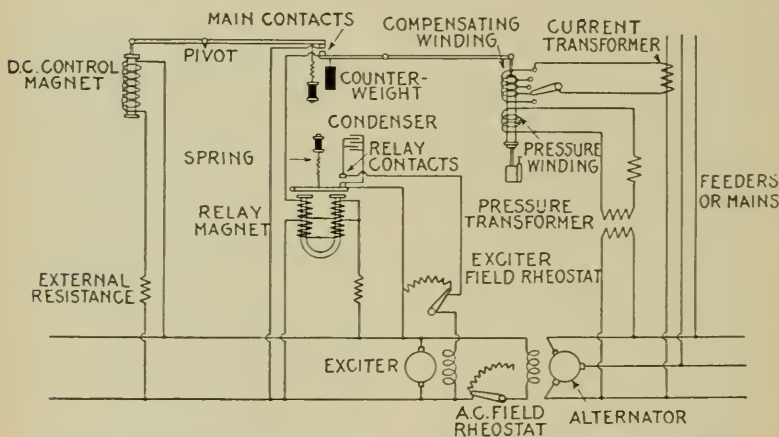 MAIN CONTACTS
COMPENSATING
WINDING
CURRENT
TRANSFORMER
PIVOT
D.C. CONTROL
MAGNET
COUNTER-
WEIGHT
CONDENSER
SPRING
RELAY
CONTACTS
PRESSURE
WINDING
FEEDERS
OR MAINS
RELAY
MAGNET
PRESSURE
TRANSFORMER
EXTERNAL
RESISTANCE
EXCITER
FIELD RHEOSTAT
EXCITER
A.C. FIELD
RHEOSTAT
ALTERNATOR